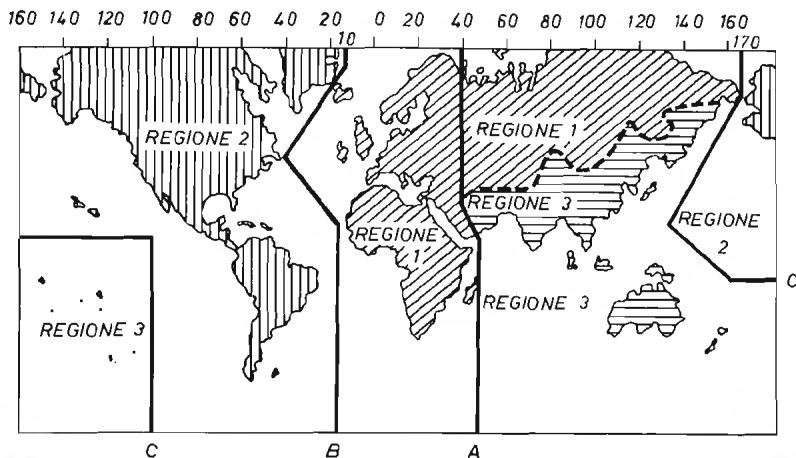 160 140 120 100 80 60 40 20 0 20 40 60 80 100 120 140 160
10 170
REGIONE 2
REGIONE 1
REGIONE 3
REGIONE
1
REGIONE
2
C
REGIONE 3
REGIONE 3
C B A